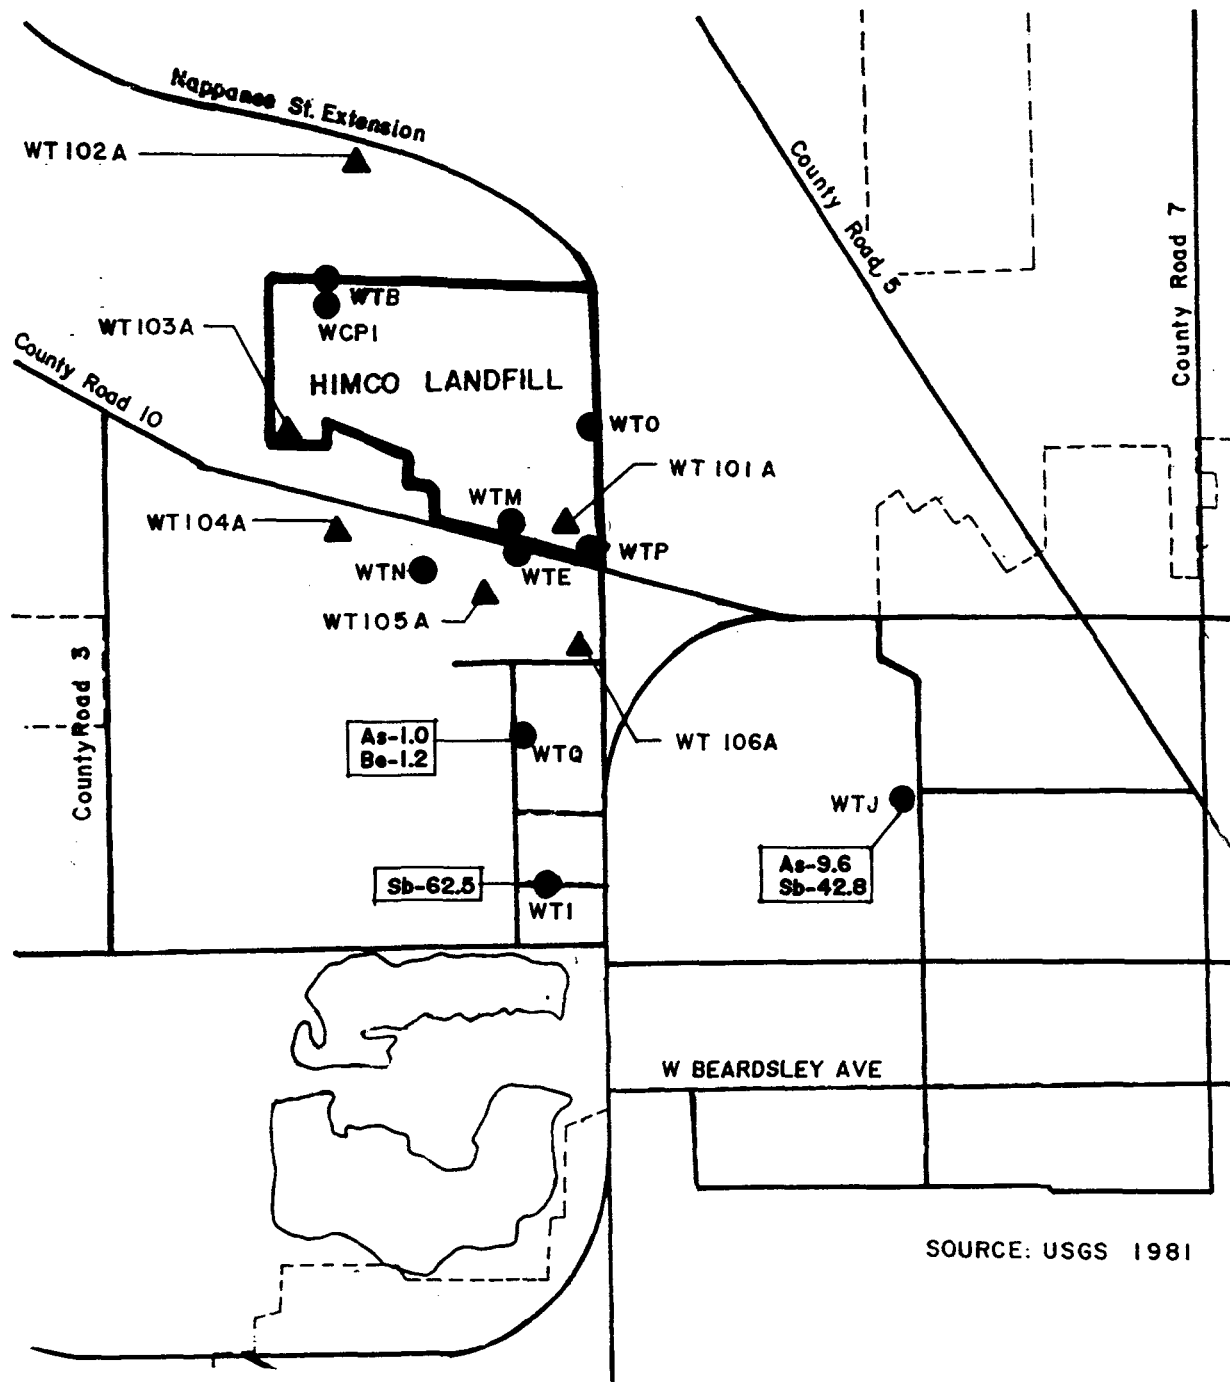 Nappanee St. Extension
WT102A
County Road 5
County Road 7
WTB
WCP1
WT103A
County Road 10
HIMCO LANDFILL
WTO
WT 101A
WTM
WT104A
WTP
WTE
WTN
WT105A
County Road 3
As-1.0
Be-1.2
WTQ
WT 106A
WTJ
As-9.6
Sb-42.8
Sb-62.5
WT1
W BEARDSLEY AVE
SOURCE: USGS 1981